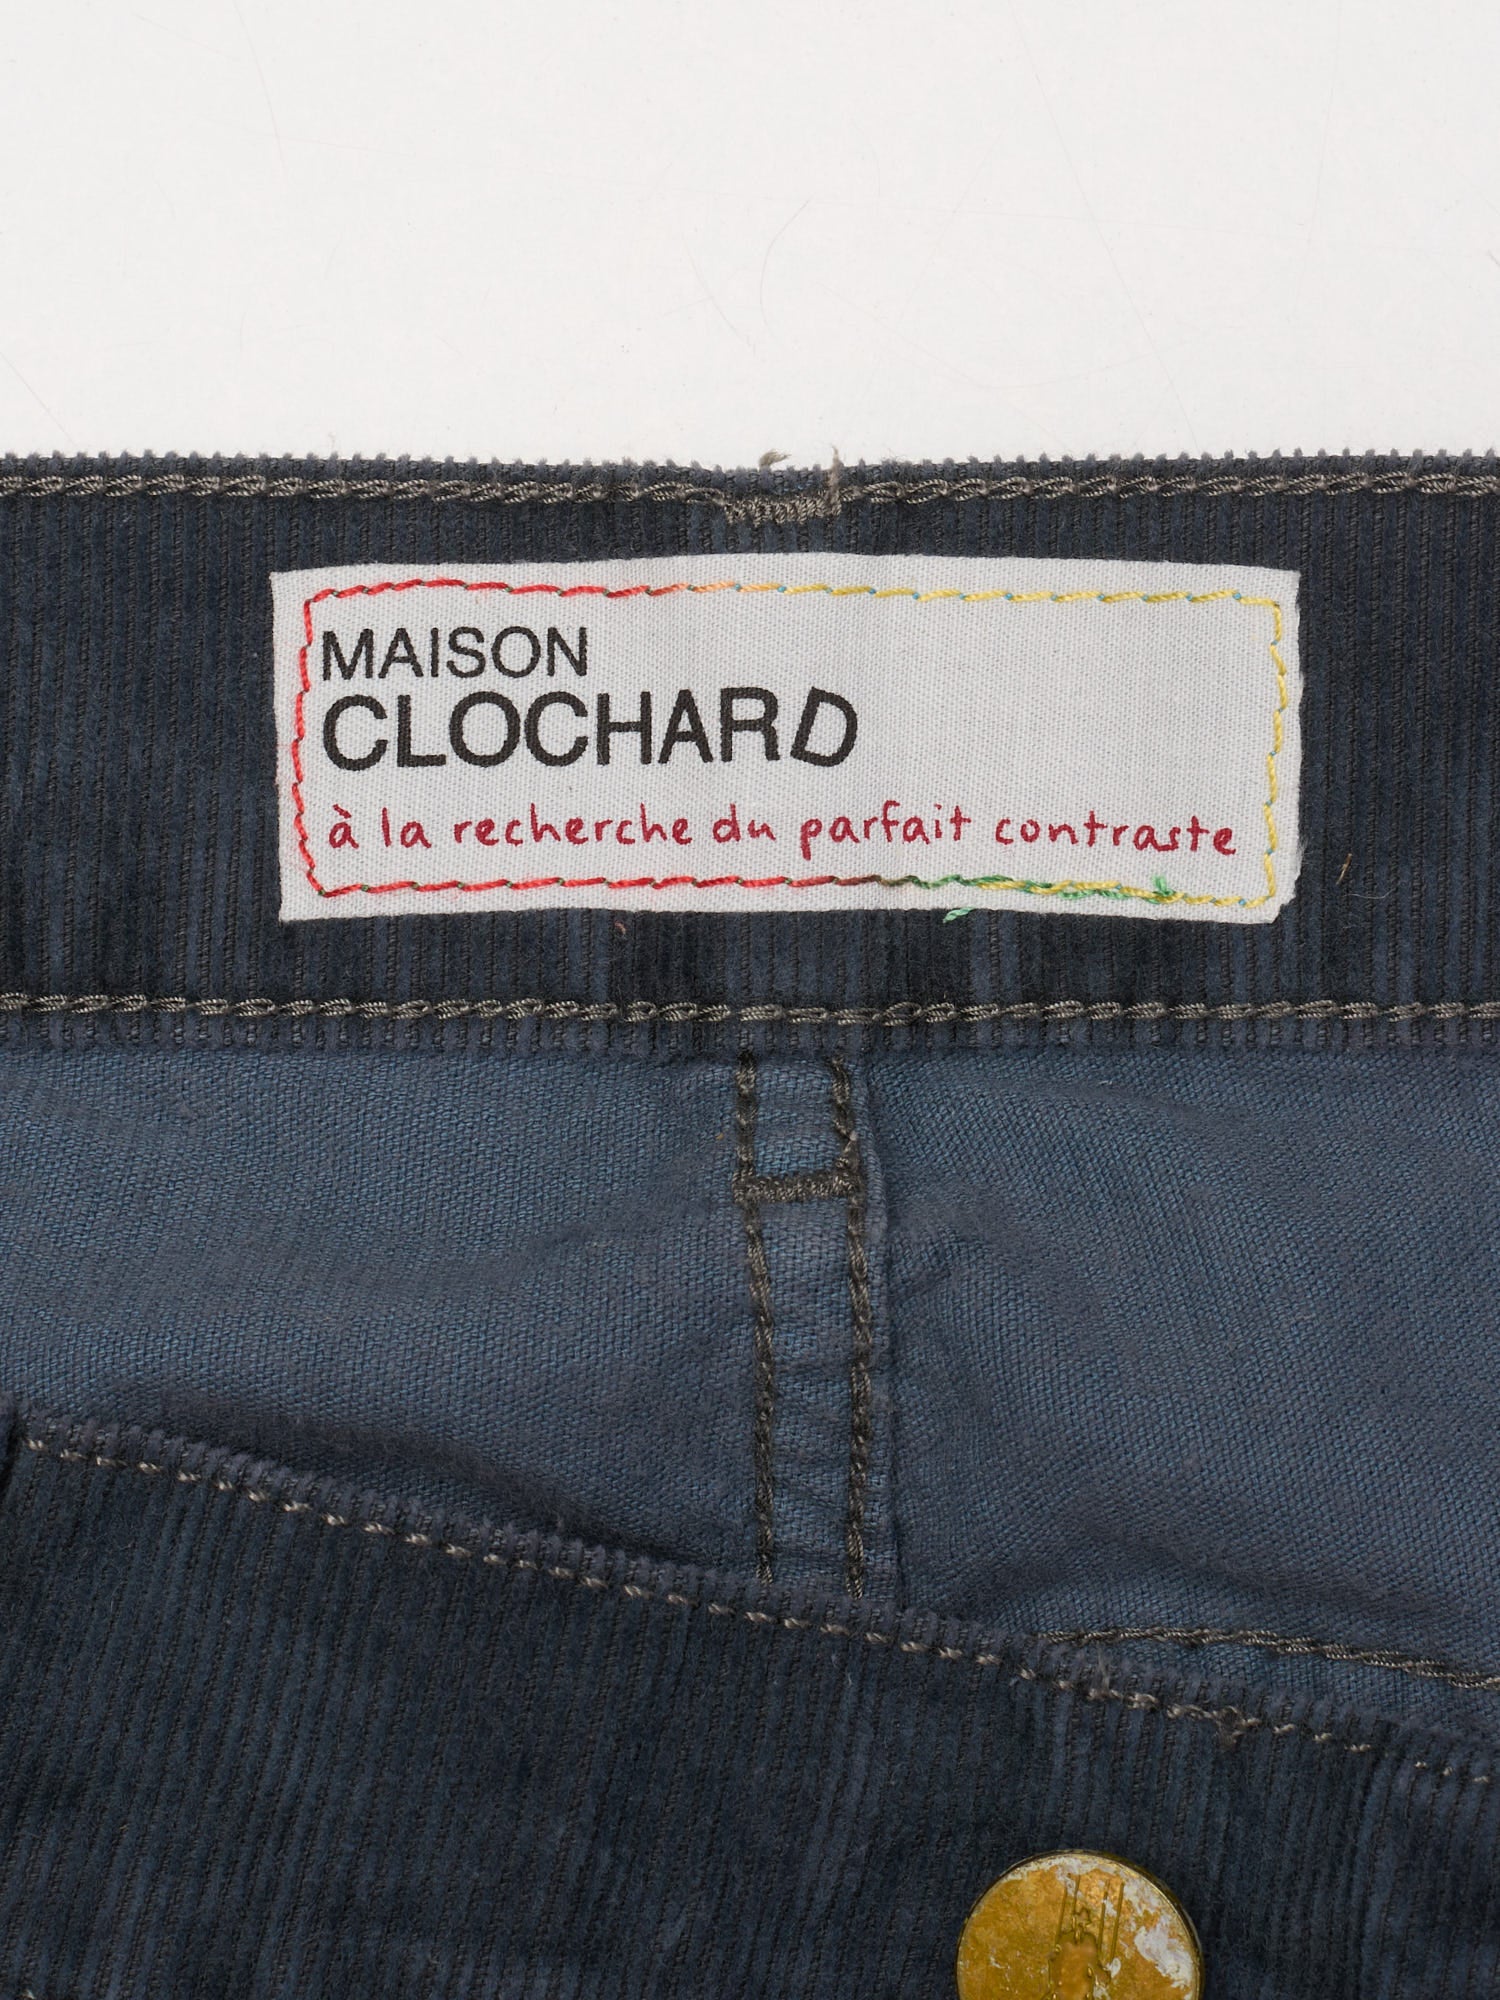 MAISON
CLOCHARD
à la recherche du parfait contraste